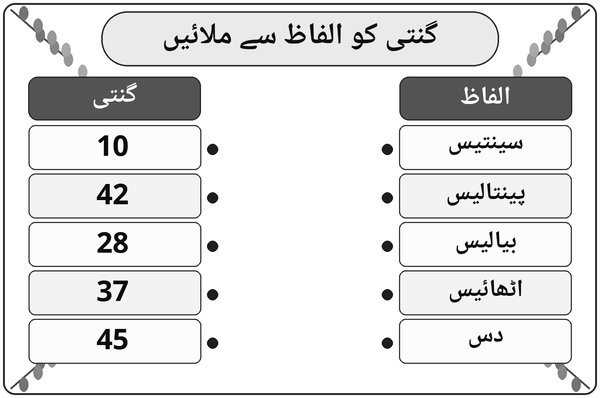 گنتی کو الفاظ سے ملائیں
الفاظ گنتی
سینتیس 10
پینتالیس 42
بیالیس 28
اٹھائیس 37
دس 45